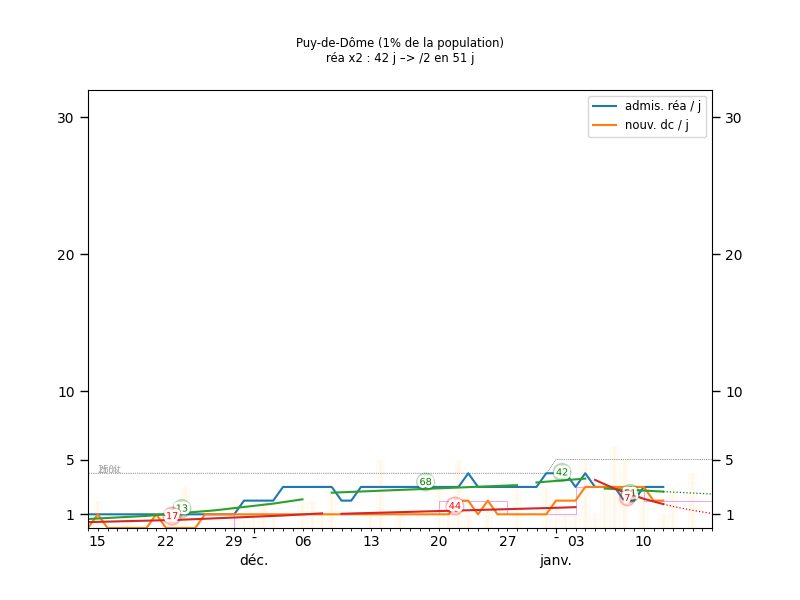 Puy-de-Dôme (1% de la population)
réa x2 : 42 j –> /2 en 51 j
admis. réa / j
nouv. dc / j
30 30
20 20
10 10
5 5
1 1
68
42
44
13
17
7
15 22 29 - 06 13 20 27 - 03 10
déc. janv.